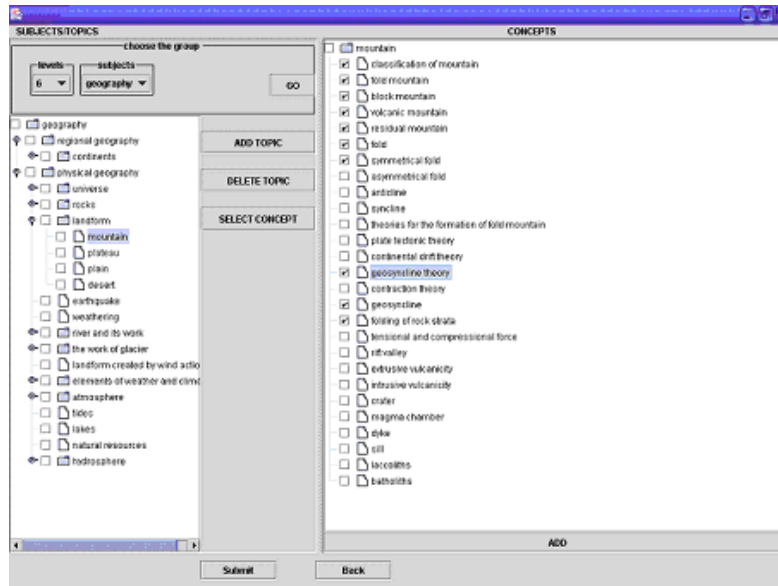 SUBJECTS/TOPICS
CONCEPTS
choose the group
levels
subjects
6
geography
GO
geography
regional geography
continents
physical geography
universe
rocks
landform
mountain
plateau
plain
desert
earthquake
weathering
river and its work
the work of glacier
landform created by wind actio
elements of weather and clima
atmosphere
tides
lakes
natural resources
hydrosphere
ADD TOPIC
DELETE TOPIC
SELECT CONCEPT
mountain
classification of mountain
fold mountain
block mountain
volcanic mountain
residual mountain
fold
symmetrical fold
asymmetrical fold
anticline
syncline
theories for the formation of fold mountain
plate tectonic theory
continental drift theory
geosyncline theory
contraction theory
geosyncline
folding of rock strata
tensional and compressional force
rift valley
extrusive vulcanicity
intrusive vulcanicity
crater
magma chamber
dyke
sill
laccoliths
batholiths
ADD
Submit
Back